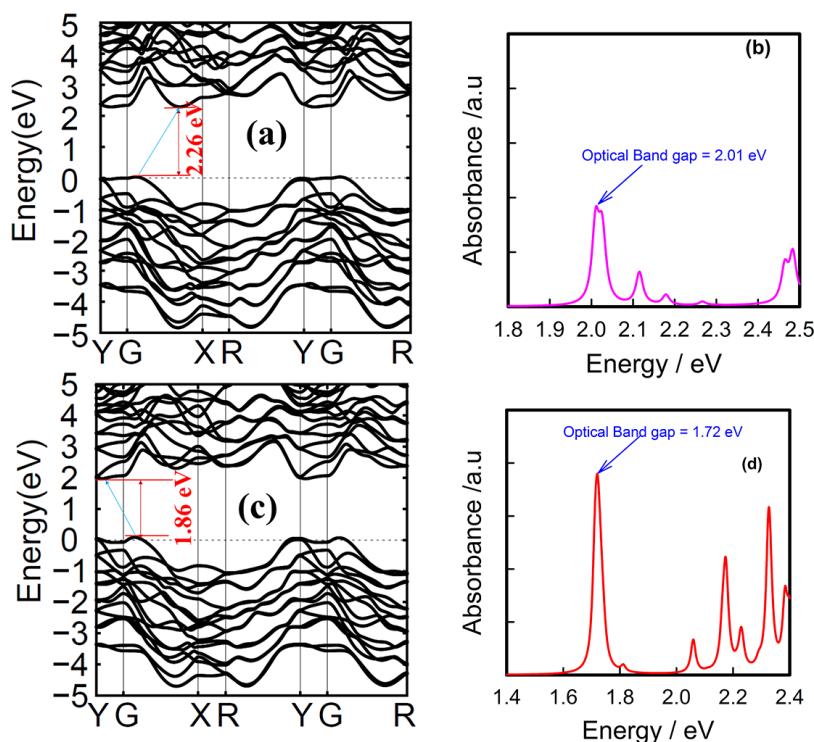 5
4
3
2
1
0
−1
−2
−3
−4
−5
Energy(eV)
2.26 eV
(a)
Y G X R Y G R
(b)
Optical Band gap = 2.01 eV
Absorbance /a.u
1.8 1.9 2.0 2.1 2.2 2.3 2.4 2.5
Energy / eV
5
4
3
2
1
0
−1
−2
−3
−4
−5
Energy(eV)
1.86 eV
(c)
Y G X R Y G R
Optical Band gap = 1.72 eV
(d)
Absorbance /a.u
1.4 1.6 1.8 2.0 2.2 2.4
Energy / eV